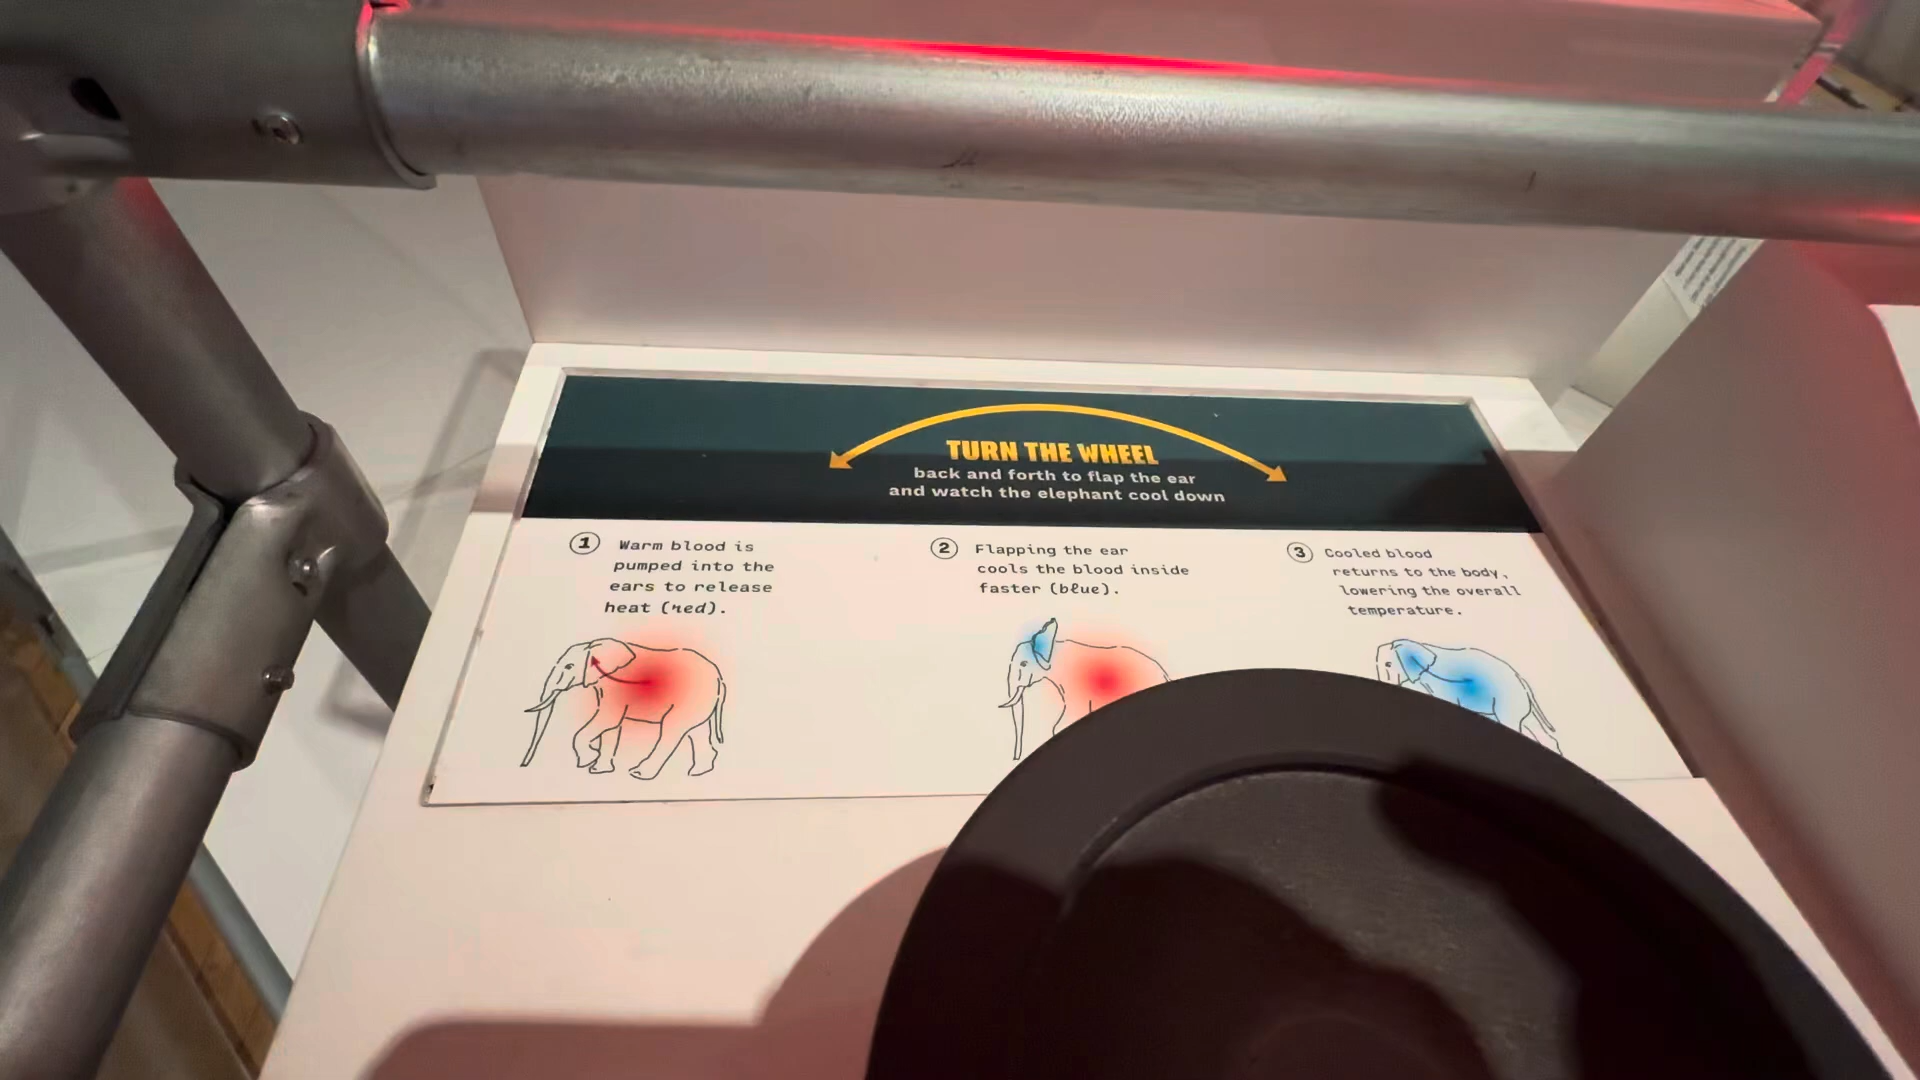 TURN THE WHEEL
back and forth to flap the ear
and watch the elephant cool down
1 Warm blood is
pumped into the
ears to release
heat (red).
2 Flapping the ear
cools the blood inside
faster (blue).
3 Cooled blood
returns to the body,
lowering the overall
temperature.